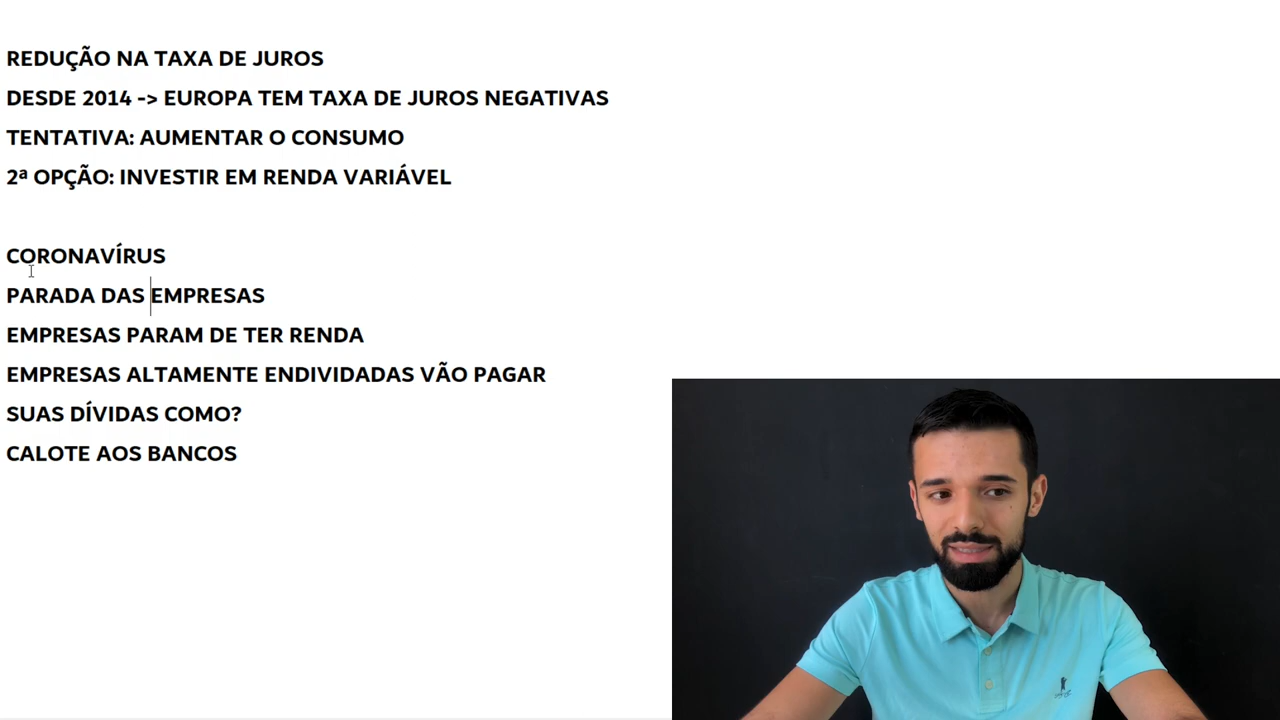 REDUÇÃO NA TAXA DE JUROS
DESDE 2014 -> EUROPA TEM TAXA DE JUROS NEGATIVAS
TENTATIVA: AUMENTAR O CONSUMO
2ª OPÇÃO: INVESTIR EM RENDA VARIÁVEL
CORONAVÍRUS
PARADA DAS EMPRESAS
EMPRESAS PARAM DE TER RENDA
EMPRESAS ALTAMENTE ENDIVIDADAS VÃO PAGAR
SUAS DÍVIDAS COMO?
CALOTE AOS BANCOS